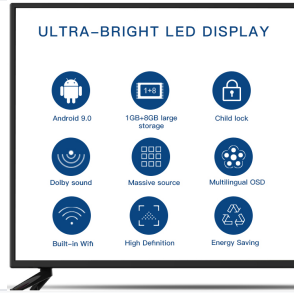 ULTRA-BRIGHT LED DISPLAY
1+8
Android 9.0
1GB+8GB large
storage
Child lock
Dolby sound
Massive source
Multilingual OSD
Built-in Wifi
High Definition
Energy Saving